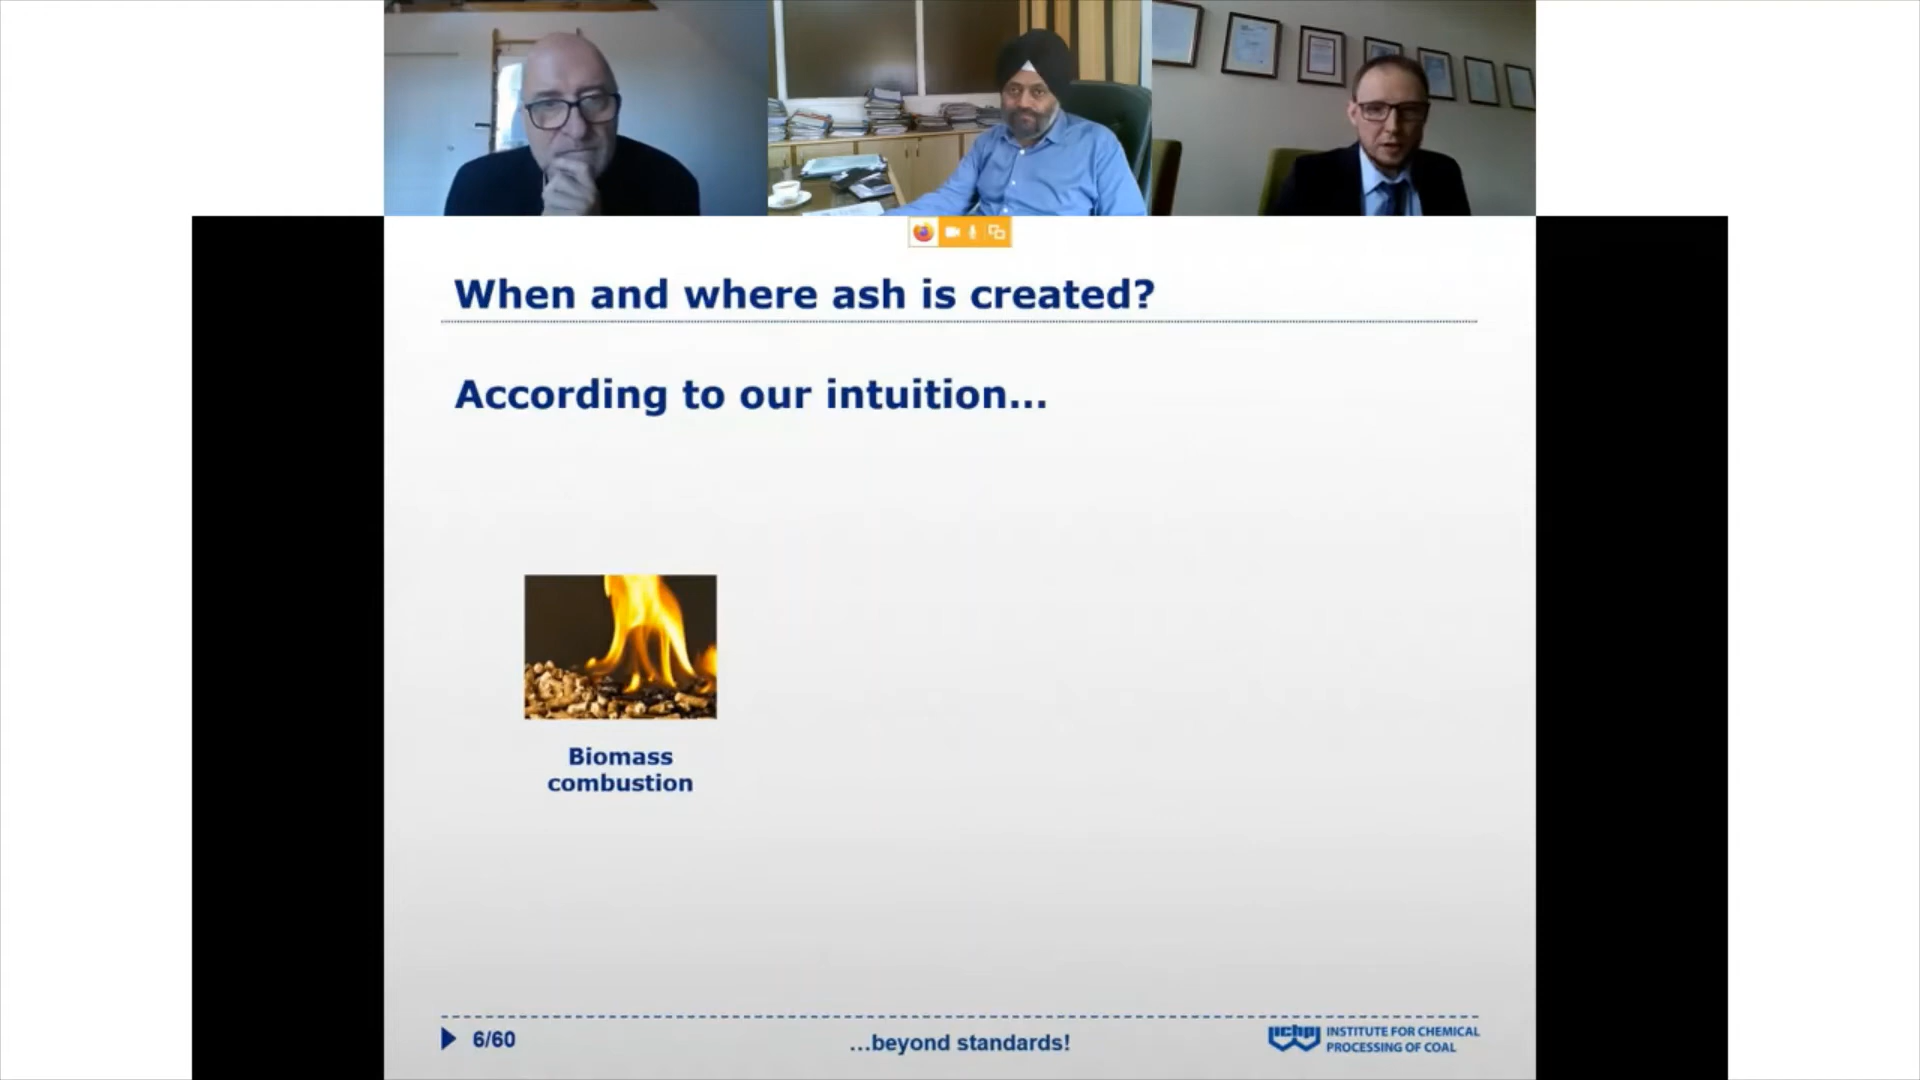 When and where ash is created?
According to our intuition...
Biomass
combustion
6/60
...beyond standards!
ichpw INSTITUTE FOR CHEMICAL
PROCESSING OF COAL